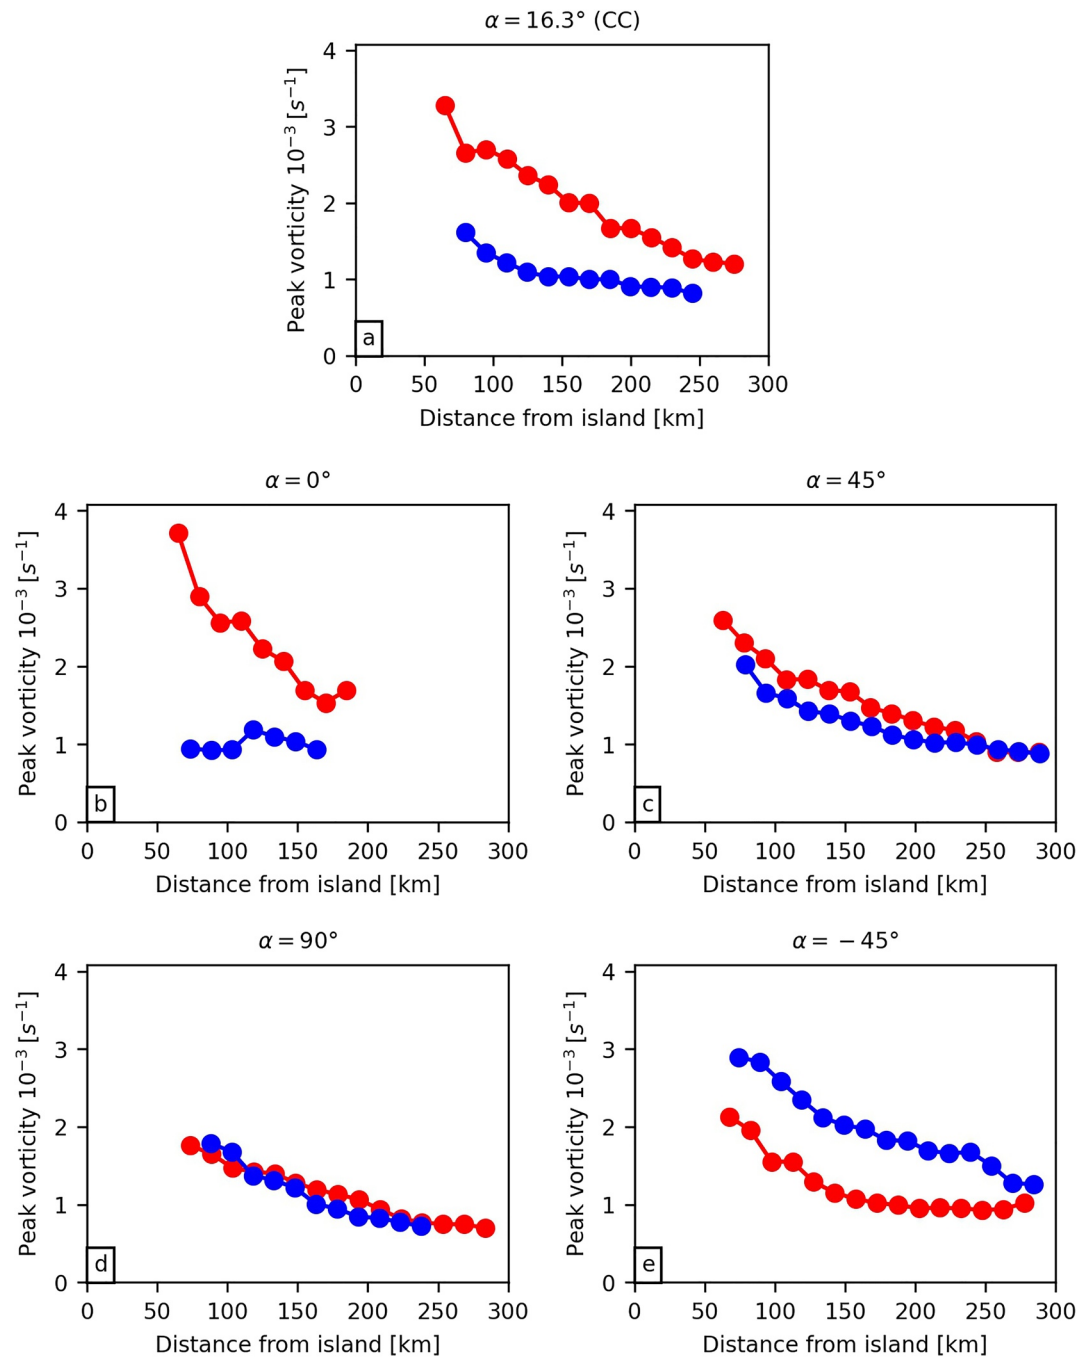 α = 16.3° (CC)
Peak vorticity 10⁻³ [s⁻¹]
4
3
2
1
0
a
0 50 100 150 200 250 300
Distance from island [km]
α = 0°
Peak vorticity 10⁻³ [s⁻¹]
4
3
2
1
0
b
0 50 100 150 200 250 300
Distance from island [km]
α = 45°
Peak vorticity 10⁻³ [s⁻¹]
4
3
2
1
0
c
0 50 100 150 200 250 300
Distance from island [km]
α = 90°
Peak vorticity 10⁻³ [s⁻¹]
4
3
2
1
0
d
0 50 100 150 200 250 300
Distance from island [km]
α = −45°
Peak vorticity 10⁻³ [s⁻¹]
4
3
2
1
0
e
0 50 100 150 200 250 300
Distance from island [km]